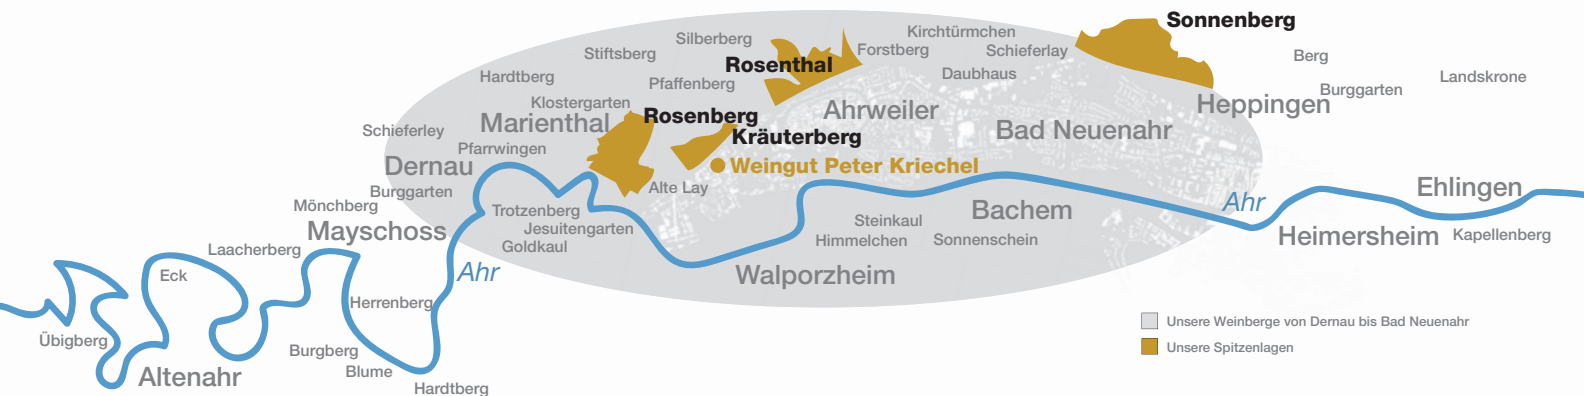 Sonnenberg
Kirchtürmchen
Silberberg
Forstberg
Schieferlay
Stiftsberg
Berg
Rosenthal
Daubhaus
Hardtberg
Landskrone
Pfaffenberg
Burggarten
Klostergarten
Heppingen
Ahrweiler
Rosenberg
Marienthal
Schieferley
Bad Neuenahr
Kräuterberg
Pfarrwingen
Dernau
Weingut Peter Kriechel
Alte Lay
Ehlingen
Burggarten
Ahr
Mönchberg
Trotzenberg
Bachem
Steinkaul
Jesuitengarten
Mayschoss
Heimersheim
Kapellenberg
Himmelchen
Sonnenschein
Goldkaul
Laacherberg
Ahr
Eck
Walporzheim
Herrenberg
Unsere Weinberge von Dernau bis Bad Neuenahr
Übigberg
Unsere Spitzenlagen
Burgberg
Blume
Altenahr
Hardtberg